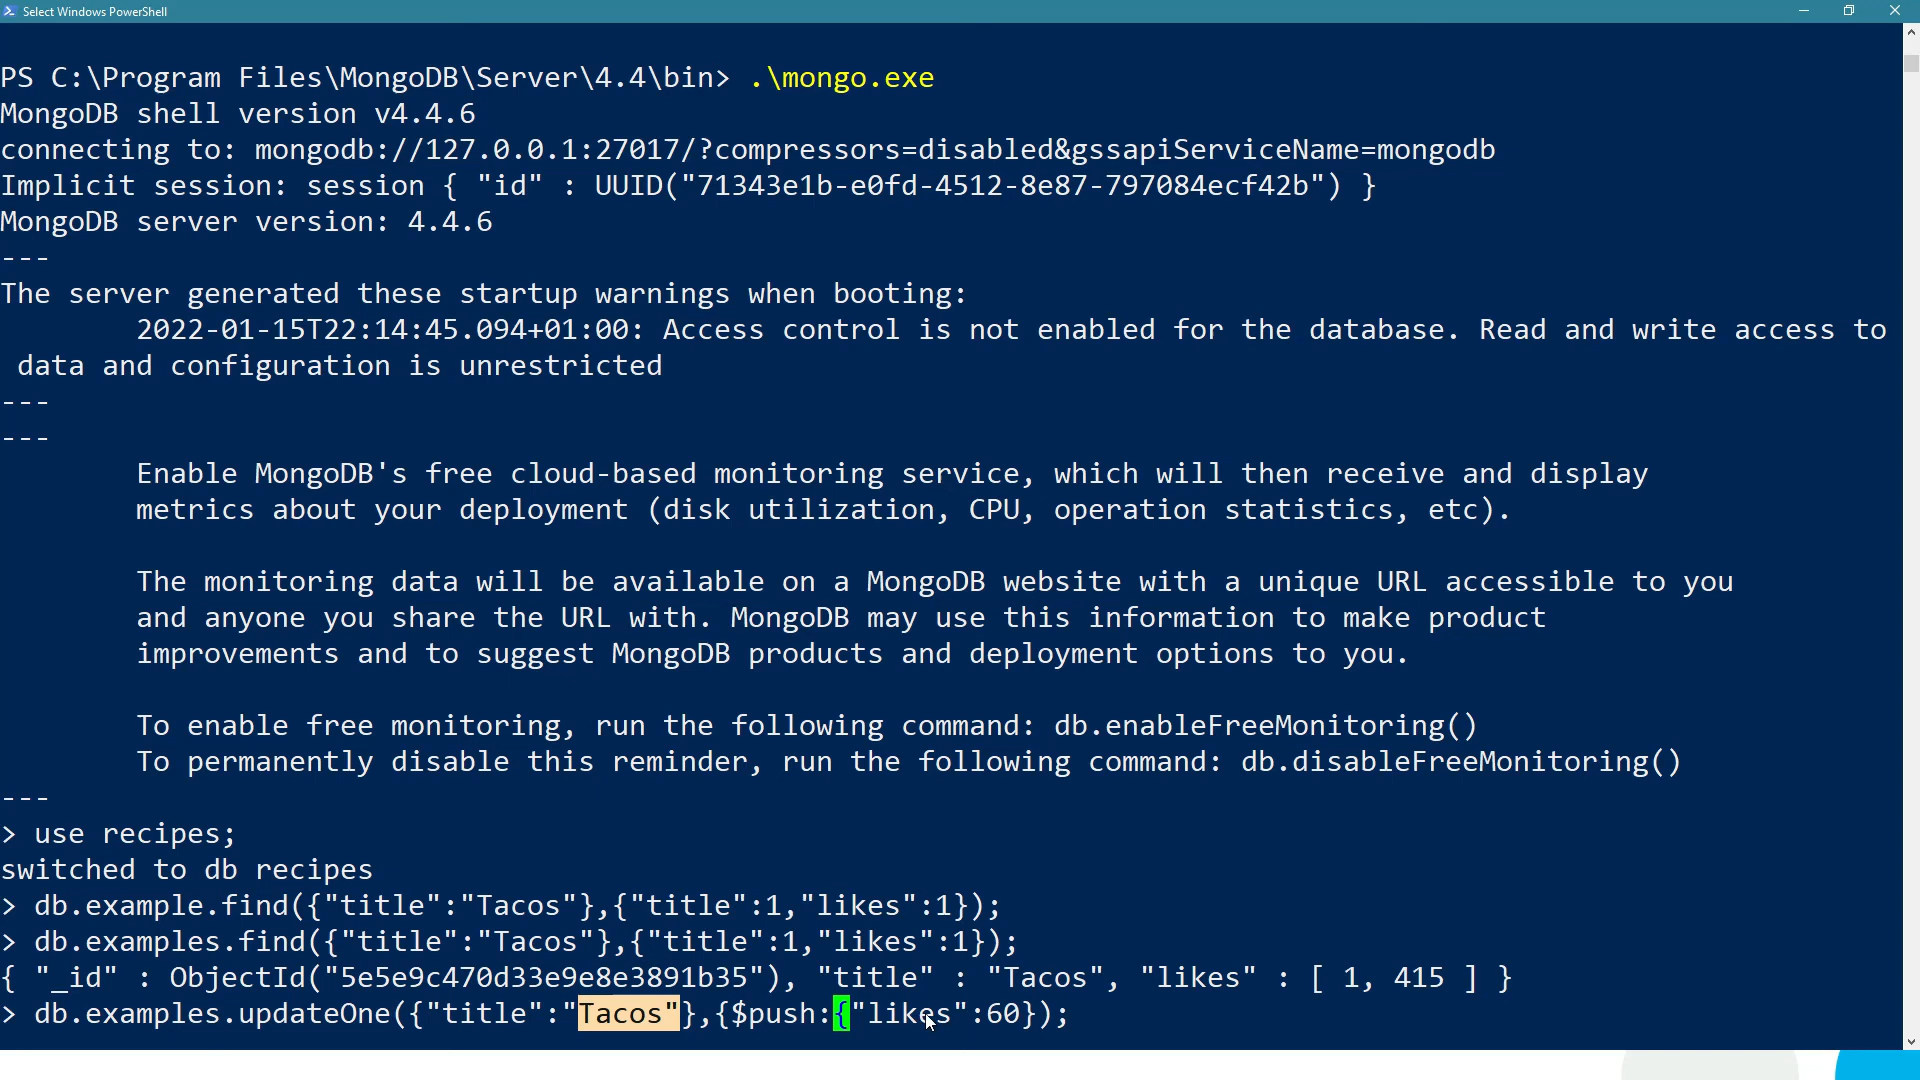 Select Windows PowerShell
PS C:\Program Files\MongoDB\Server\4.4\bin> .\mongo.exe
MongoDB shell version v4.4.6
connecting to: mongodb://127.0.0.1:27017/?compressors=disabled&gssapiServiceName=mongodb
Implicit session: session { "id" : UUID("71343e1b-e0fd-4512-8e87-797084ecf42b") }
MongoDB server version: 4.4.6
---
The server generated these startup warnings when booting:
2022-01-15T22:14:45.094+01:00: Access control is not enabled for the database. Read and write access to
data and configuration is unrestricted
---
---
Enable MongoDB's free cloud-based monitoring service, which will then receive and display
metrics about your deployment (disk utilization, CPU, operation statistics, etc).
The monitoring data will be available on a MongoDB website with a unique URL accessible to you
and anyone you share the URL with. MongoDB may use this information to make product
improvements and to suggest MongoDB products and deployment options to you.
To enable free monitoring, run the following command: db.enableFreeMonitoring()
To permanently disable this reminder, run the following command: db.disableFreeMonitoring()
---
> use recipes;
switched to db recipes
> db.example.find({"title":"Tacos"},{"title":1,"likes":1});
> db.examples.find({"title":"Tacos"},{"title":1,"likes":1});
{ "_id" : ObjectId("5e5e9c470d33e9e8e3891b35"), "title" : "Tacos", "likes" : [ 1, 415 ] }
> db.examples.updateOne({"title":"Tacos"},{$push:{"likes":60});